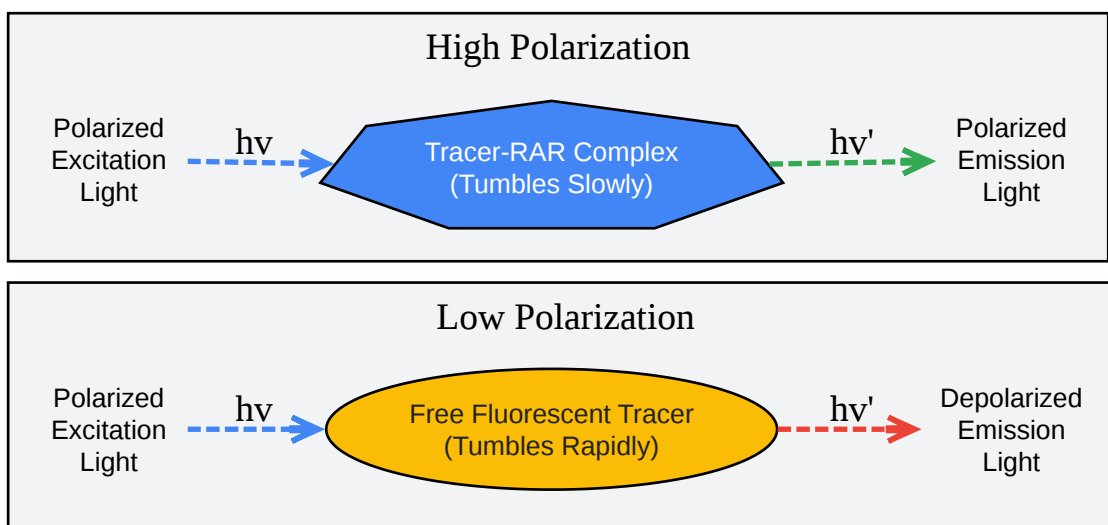 High Polarization
Polarized
Excitation
Light
hv
Tracer-RAR Complex
(Tumbles Slowly)
hv'
Polarized
Emission
Light
Low Polarization
Polarized
Excitation
Light
hv
Free Fluorescent Tracer
(Tumbles Rapidly)
hv'
Depolarized
Emission
Light